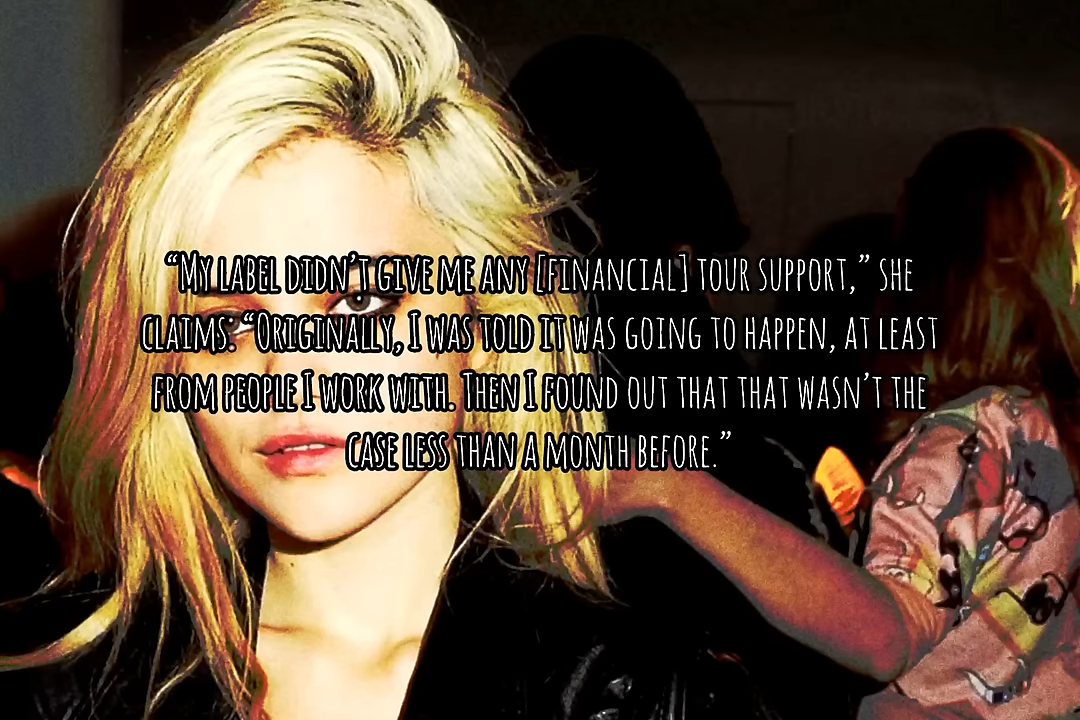 “My label didn’t give me any [financial] tour support,” she
claims. “Originally, I was told it was going to happen, at least
from people I work with. Then I found out that that wasn’t the
case less than a month before.”